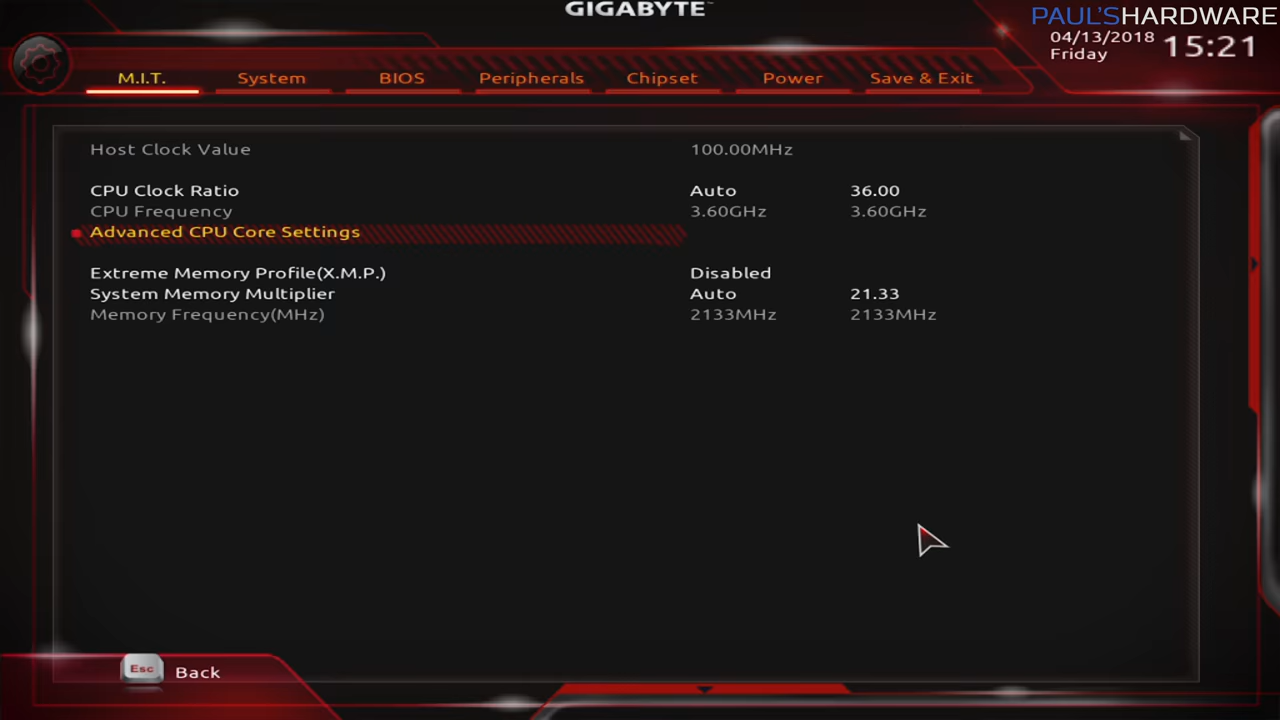 GIGABYTE™
PAUL'SHARDWARE
04/13/2018
Friday
15:21
M.I.T. System BIOS Peripherals Chipset Power Save & Exit
Host Clock Value 100.00MHz
CPU Clock Ratio Auto 36.00
CPU Frequency 3.60GHz 3.60GHz
Advanced CPU Core Settings
Extreme Memory Profile(X.M.P.) Disabled
System Memory Multiplier Auto 21.33
Memory Frequency(MHz) 2133MHz 2133MHz
Esc Back